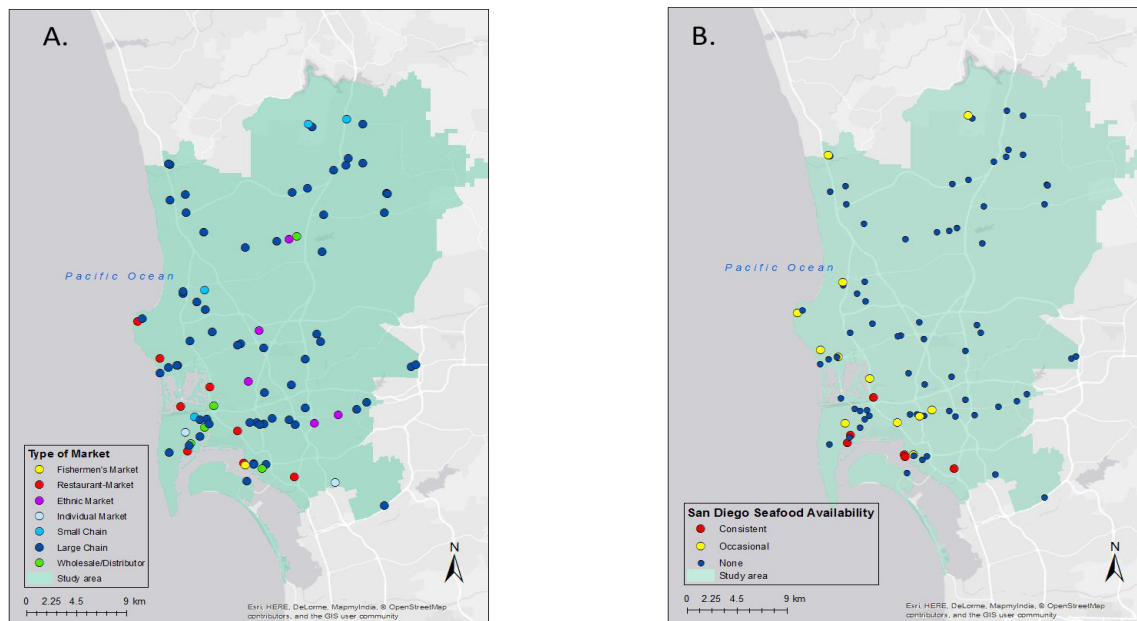 A.
Pacific Ocean
Type of Market
Fishermen's Market
Restaurant-Market
Ethnic Market
Individual Market
Small Chain
Large Chain
Wholesale/Distributor
Study area
0 2.25 4.5 9 km
N
Esri, HERE, DeLorme, MapmyIndia, © OpenStreetMap
contributors, and the GIS user community
B.
Pacific Ocean
San Diego Seafood Availability
Consistent
Occasional
None
Study area
0 2.25 4.5 9 km
N
Esri, HERE, DeLorme, MapmyIndia, © OpenStreetMap
contributors, and the GIS user community